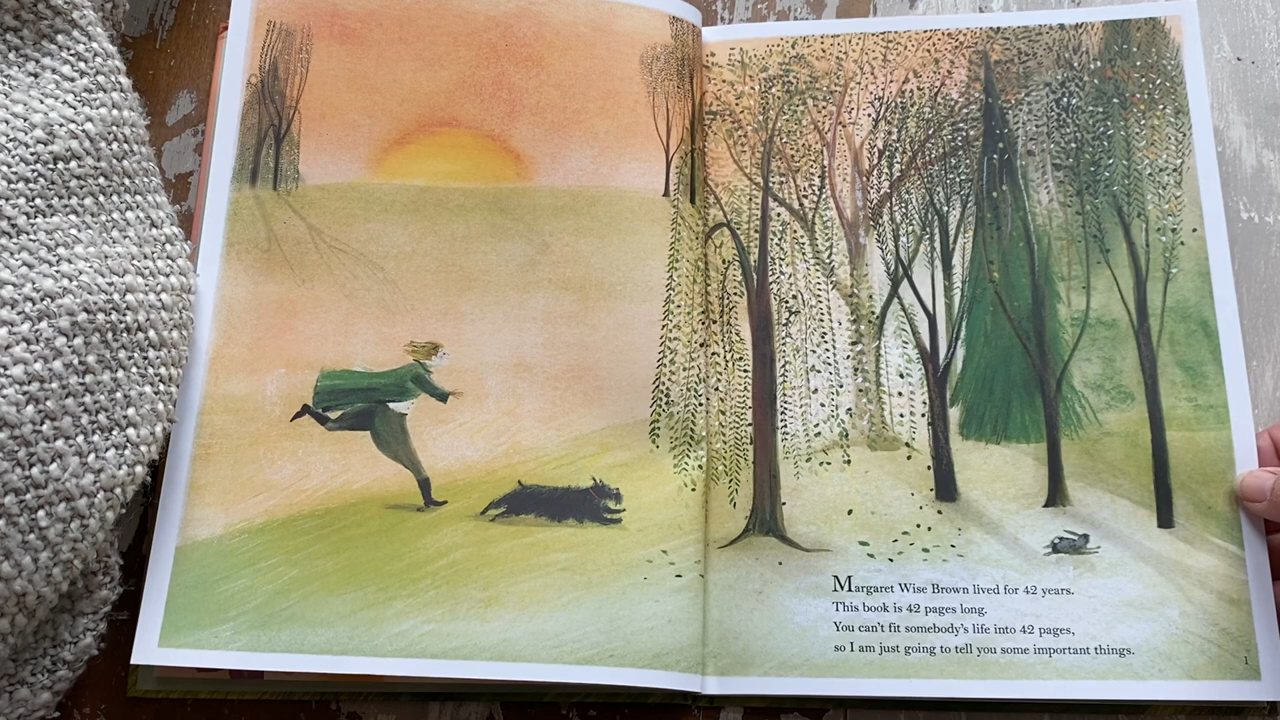 Margaret Wise Brown lived for 42 years.
This book is 42 pages long.
You can't fit somebody's life into 42 pages,
so I am just going to tell you some important things.
1